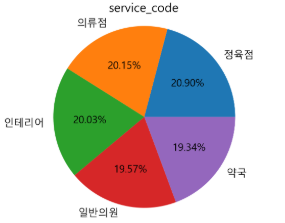 service_code
의류점
정육점
20.15%
20.90%
인테리어
20.03%
19.57%
19.34%
약국
일반의원